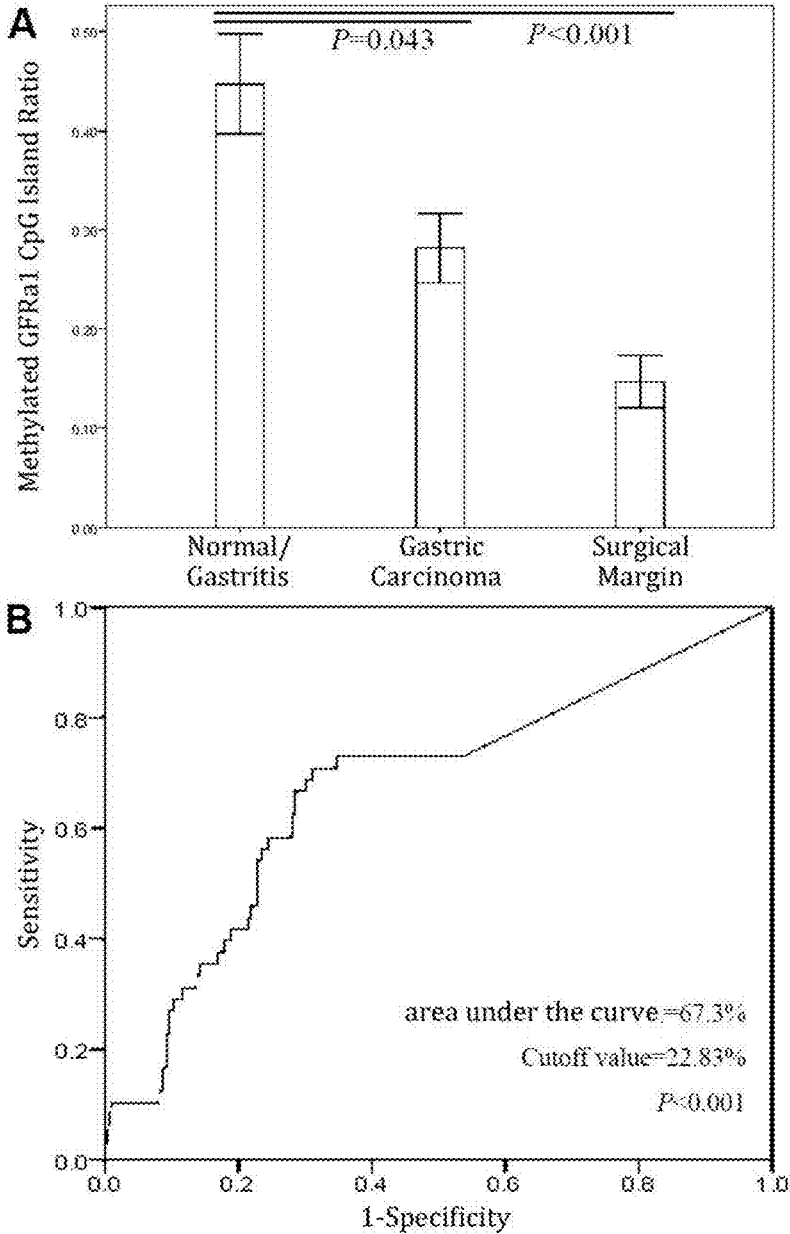 A
P=0.043
P<0.001
Methylated GFRa1 CpG Island Ratio
0.50
0.40
0.30
0.20
0.10
0.00
Normal/
Gastritis
Gastric
Carcinoma
Surgical
Margin
B
Sensitivity
1.0
0.8
0.6
0.4
0.2
0.0
area under the curve=67.3%
Cutoff value=22.83%
P<0.001
0.0 0.2 0.4 0.6 0.8 1.0
1-Specificity